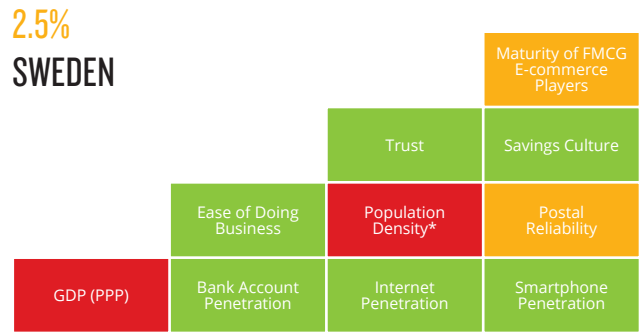 2.5%
SWEDEN
Maturity of FMCG
E-commerce
Players
Trust
Savings Culture
Ease of Doing
Business
Population
Density*
Postal
Reliability
GDP (PPP)
Bank Account
Penetration
Internet
Penetration
Smartphone
Penetration